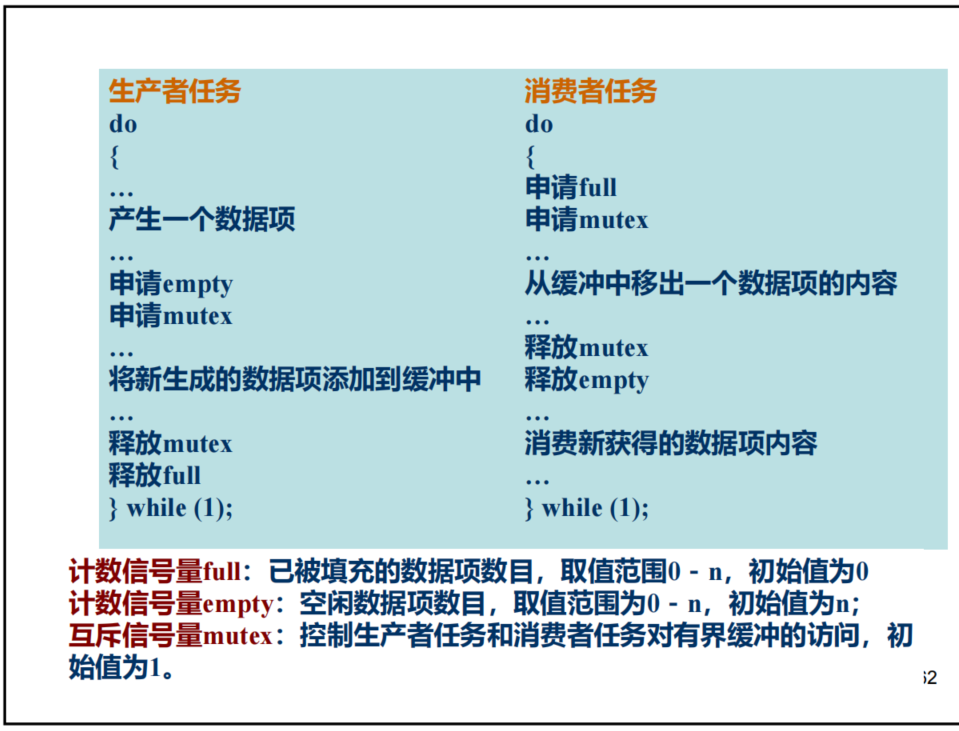 生产者任务
do
{
…
产生一个数据项
…
申请empty
申请mutex
…
将新生成的数据项添加到缓冲中
…
释放mutex
释放full
} while (1);
消费者任务
do
{
申请full
申请mutex
…
从缓冲中移出一个数据项的内容
…
释放mutex
释放empty
…
消费新获得的数据项内容
…
} while (1);
计数信号量full：已被填充的数据项数目，取值范围0 - n，初始值为0
计数信号量empty：空闲数据项数目，取值范围为0 - n，初始值为n；
互斥信号量mutex：控制生产者任务和消费者任务对有界缓冲的访问，初
始值为1。